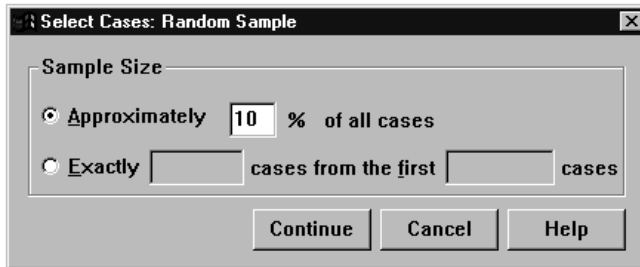 Select Cases: Random Sample
Sample Size
Approximately 10 % of all cases
Exactly cases from the first cases
Continue Cancel Help